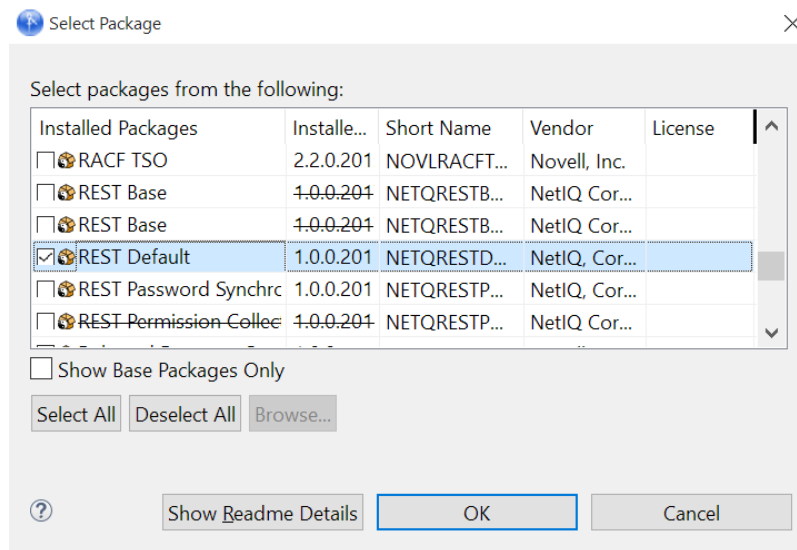 Select Package
Select packages from the following:
Installed Packages Installe... Short Name Vendor License
RACF TSO 2.2.0.201 NOVLRACFT... Novell, Inc.
REST Base 1.0.0.201 NETQRESTB... NetIQ Cor...
REST Base 1.0.0.201 NETQRESTB... NetIQ Cor...
REST Default 1.0.0.201 NETQRESTD... NetIQ, Cor...
REST Password Synchrc 1.0.0.201 NETQRESTP... NetIQ, Cor...
REST Permission Collec 1.0.0.201 NETQRESTP... NetIQ Cor...
Show Base Packages Only
Select All Deselect All Browse...
Show Readme Details OK Cancel